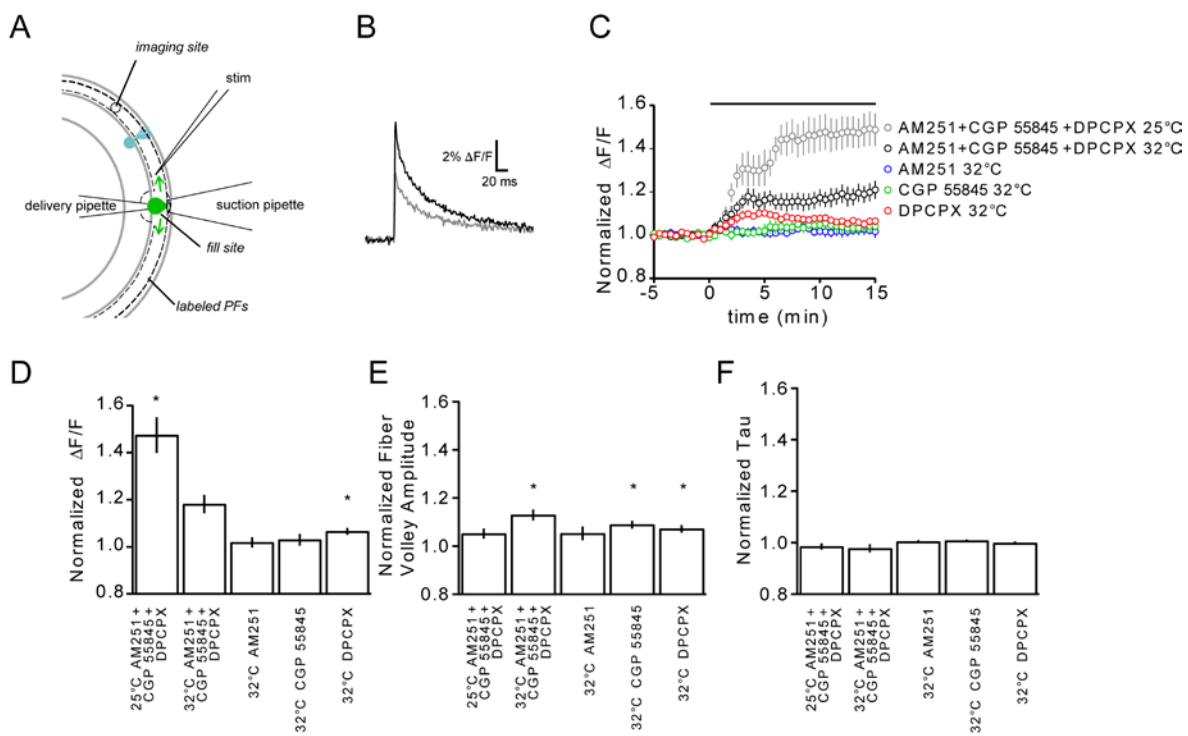 A
imaging site
stim
delivery pipette
suction pipette
fill site
labeled PFs
B
2% ΔF/F
20 ms
C
Normalized ΔF/F
1.6
1.4
1.2
1.0
0.8
-5
0
5
10
15
time (min)
AM251+CGP 55845+DPCPX 25°C
AM251+CGP 55845+DPCPX 32°C
AM251 32°C
CGP 55845 32°C
DPCPX 32°C
D
Normalized ΔF/F
1.6
1.4
1.2
1.0
0.8
*
*
25°C AM251+
CGP 55845+
DPCPX
32°C AM251+
CGP 55845+
DPCPX
32°C AM251
32°C CGP 55845
32°C DPCPX
E
Normalized Fiber
Volley Amplitude
1.6
1.4
1.2
1.0
0.8
*
*
*
25°C AM251+
CGP 55845+
DPCPX
32°C AM251+
CGP 55845+
DPCPX
32°C AM251
32°C CGP 55845
32°C DPCPX
F
Normalized Tau
1.6
1.4
1.2
1.0
0.8
25°C AM251+
CGP 55845+
DPCPX
32°C AM251+
CGP 55845+
DPCPX
32°C AM251
32°C CGP 55845
32°C DPCPX